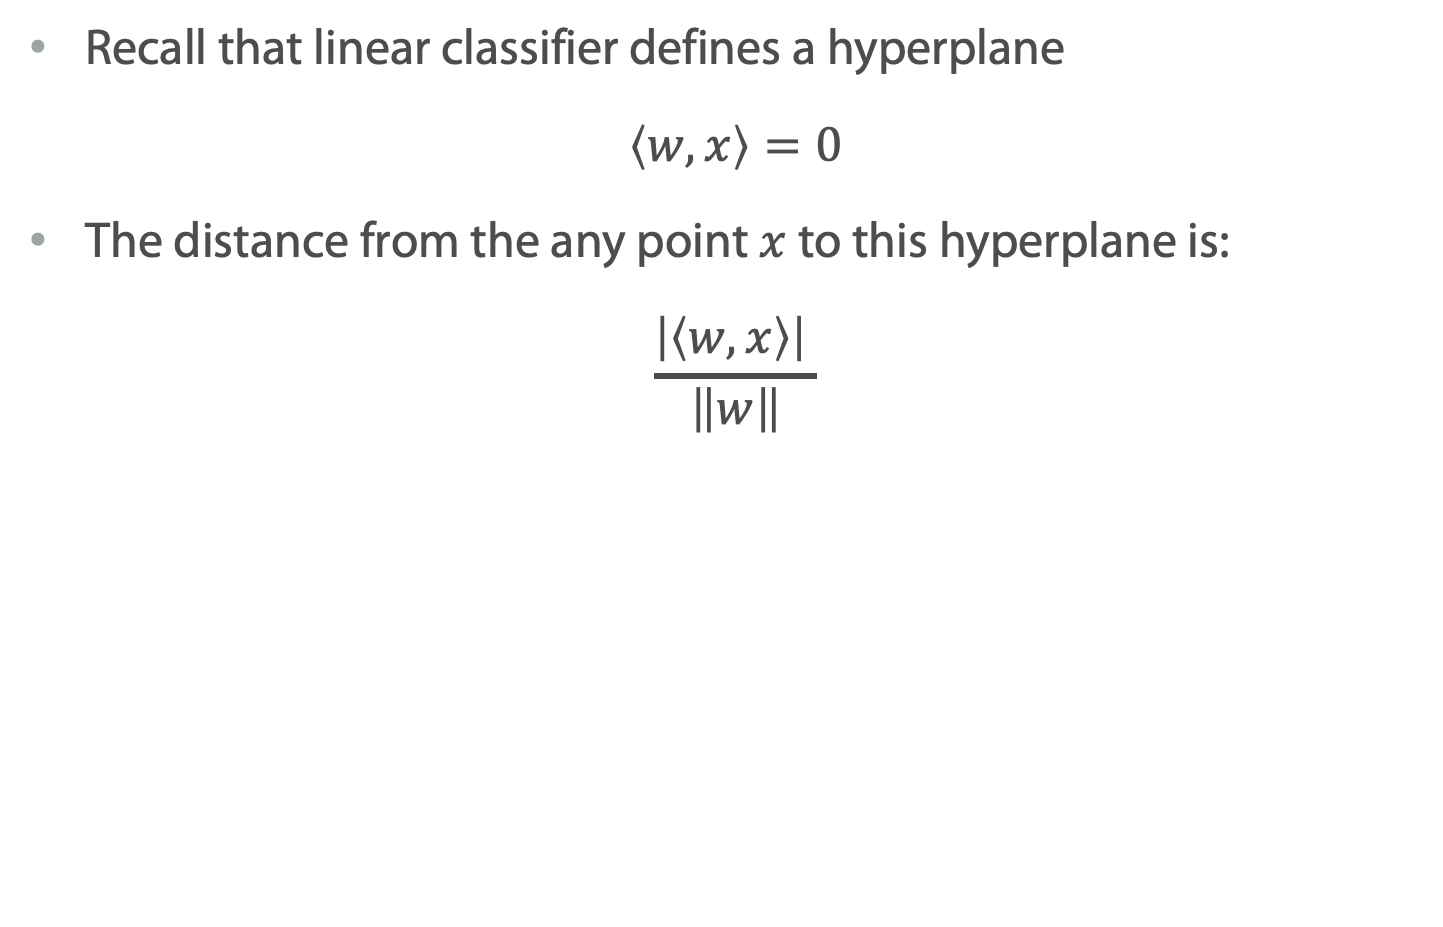 • Recall that linear classifier defines a hyperplane
⟨w, x⟩ = 0
• The distance from the any point x to this hyperplane is:
|⟨w, x⟩|
‖w‖